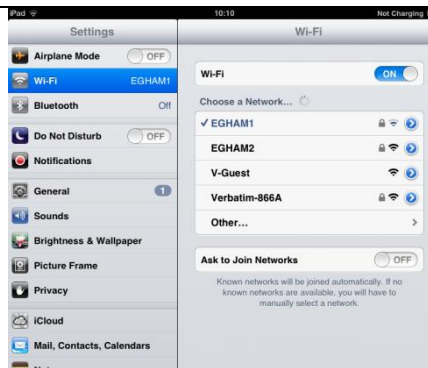 iPad
10:10
Not Charging
Settings
Airplane Mode OFF
Wi-Fi EGHAM1
Bluetooth Off
Do Not Disturb OFF
Notifications
General 1
Sounds
Brightness & Wallpaper
Picture Frame
Privacy
iCloud
Mail, Contacts, Calendars
Wi-Fi
Wi-Fi ON
Choose a Network...
EGHAM1
EGHAM2
V-Guest
Verbatim-866A
Other...
Ask to Join Networks OFF
Known networks will be joined automatically. If no
known networks are available, you will have to
manually select a network.